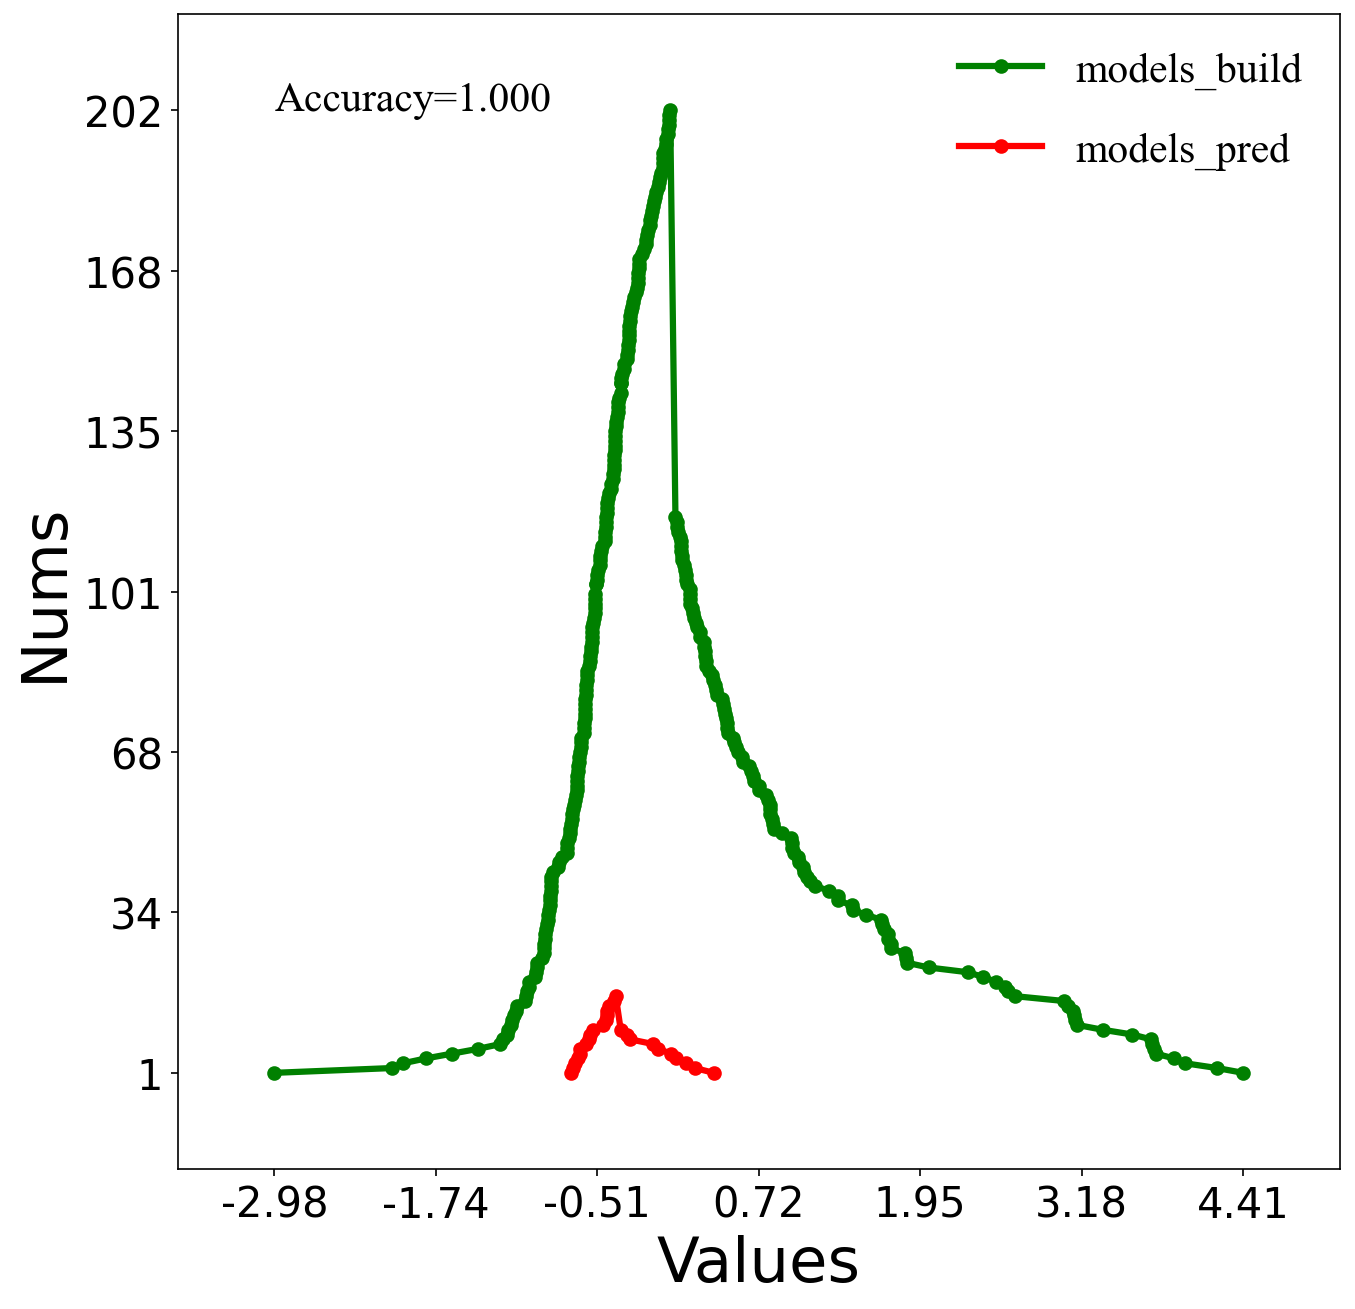 models_build
Accuracy=1.000
models_pred
202
168
135
101
68
34
1
Nums
-2.98 -1.74 -0.51 0.72 1.95 3.18 4.41
Values